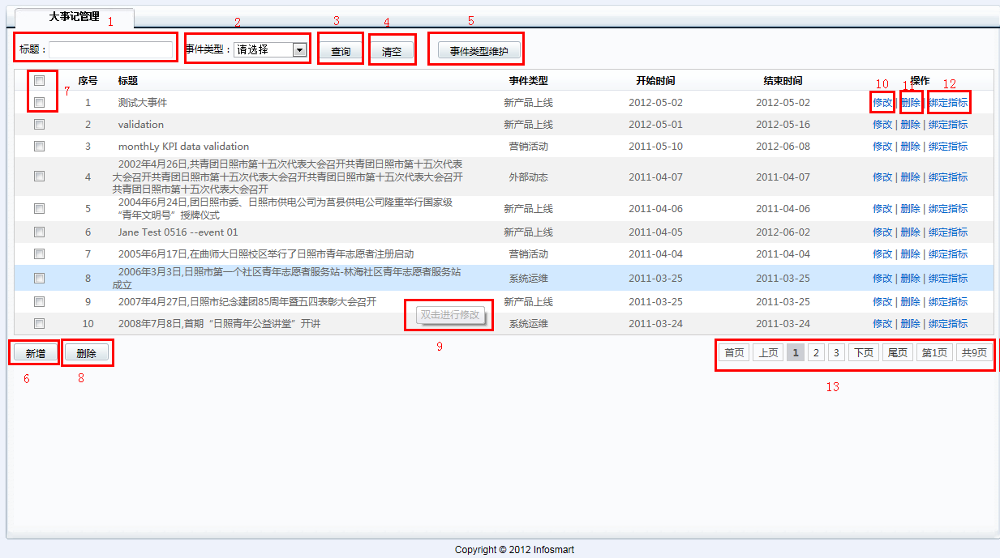 大事记管理 1
2 3 4 5
标题： 事件类型： 请选择 查询 清空 事件类型维护
7 10 11 12
序号 标题 事件类型 开始时间 结束时间 操作
1 测试大事件 新产品上线 2012-05-02 2012-05-02 修改 | 删除 | 绑定指标
2 validation 新产品上线 2012-05-01 2012-05-16 修改 | 删除 | 绑定指标
3 monthLy KPI data validation 营销活动 2011-05-10 2012-06-08 修改 | 删除 | 绑定指标
2002年4月26日,共青团日照市第十五次代表大会召开共青团日照市第十五次代表
4 大会召开共青团日照市第十五次代表大会召开共青团日照市第十五次代表大会召开 外部动态 2011-04-07 2011-04-07 修改 | 删除 | 绑定指标
共青团日照市第十五次代表大会召开
2004年6月24日,团日照市委、日照市供电公司为莒县供电公司隆重举行国家级
5 “青年文明号”授牌仪式 新产品上线 2011-04-06 2011-04-06 修改 | 删除 | 绑定指标
6 Jane Test 0516 --event 01 新产品上线 2011-04-05 2012-06-02 修改 | 删除 | 绑定指标
7 2005年6月17日,在曲师大日照校区举行了日照市青年志愿者注册启动 营销活动 2011-04-04 2011-04-04 修改 | 删除 | 绑定指标
2006年3月3日,日照市第一个社区青年志愿者服务站-林海社区青年志愿者服务站
8 成立 系统运维 2011-03-25 2011-03-25 修改 | 删除 | 绑定指标
9 2007年4月27日,日照市纪念建团85周年暨五四表彰大会召开 新产品上线 2011-03-25 2011-03-25 修改 | 删除 | 绑定指标
双击进行修改
10 2008年7月8日,首期“日照青年公益讲堂”开讲 系统运维 2011-03-24 2011-03-24 修改 | 删除 | 绑定指标
9
新增 删除 首页 上页 1 2 3 下页 尾页 第1页 共9页
6 8 13
Copyright © 2012 Infosmart